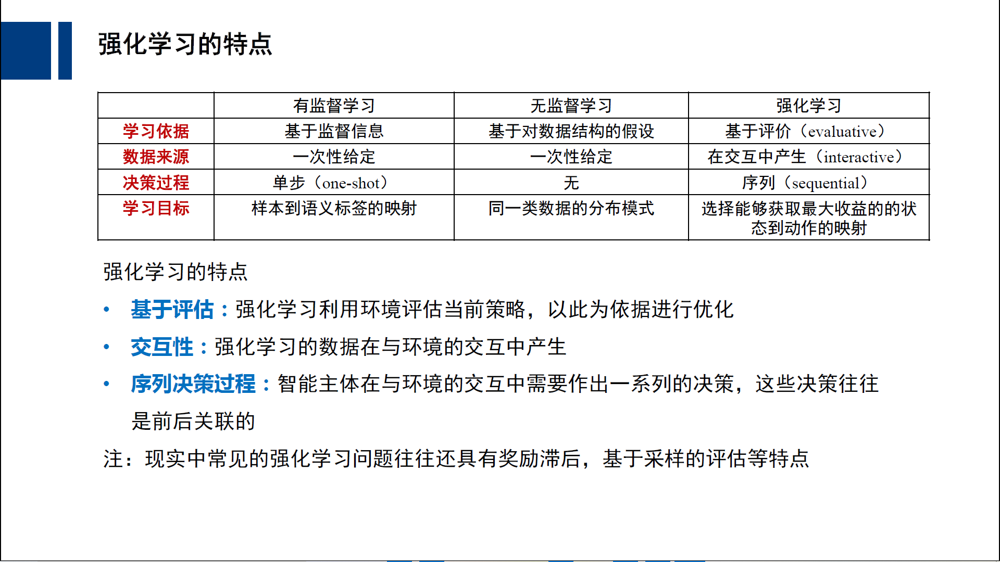 强化学习的特点
有监督学习 无监督学习 强化学习
学习依据 基于监督信息 基于对数据结构的假设 基于评价（evaluative）
数据来源 一次性给定 一次性给定 在交互中产生（interactive）
决策过程 单步（one-shot） 无 序列（sequential）
学习目标 样本到语义标签的映射 同一类数据的分布模式 选择能够获取最大收益的的状
态到动作的映射
强化学习的特点
• 基于评估：强化学习利用环境评估当前策略，以此为依据进行优化
• 交互性：强化学习的数据在与环境的交互中产生
• 序列决策过程：智能主体在与环境的交互中需要作出一系列的决策，这些决策往往
是前后关联的
注：现实中常见的强化学习问题往往还具有奖励滞后，基于采样的评估等特点